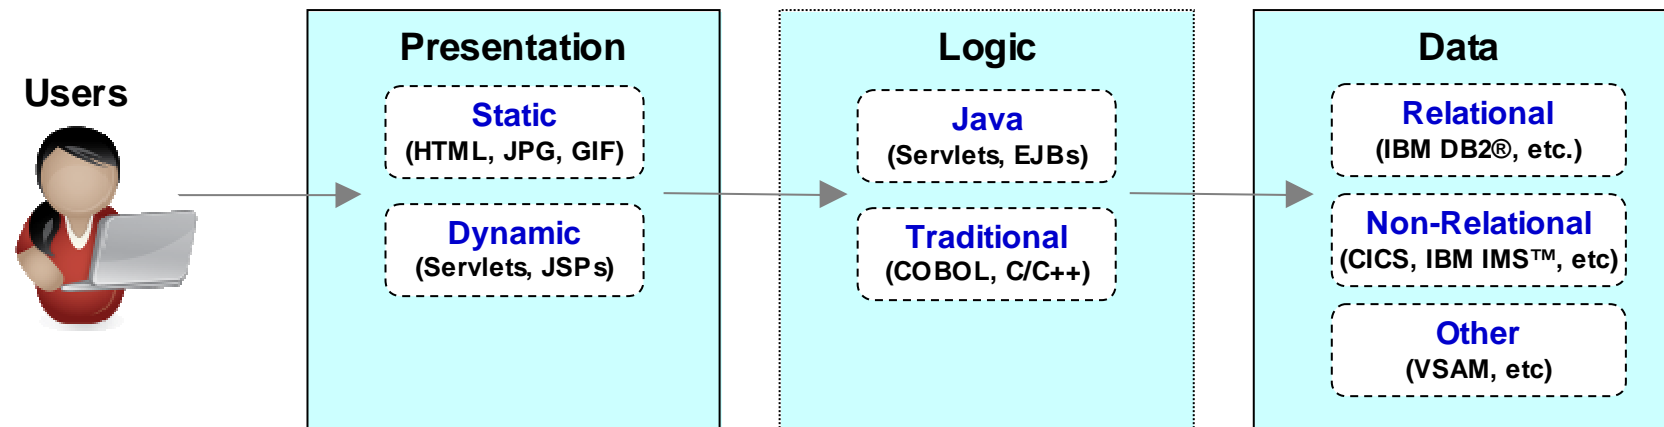 Users
Presentation
Static
(HTML, JPG, GIF)
Dynamic
(Servlets, JSPs)
Logic
Java
(Servlets, EJBs)
Traditional
(COBOL, C/C++)
Data
Relational
(IBM DB2®, etc.)
Non-Relational
(CICS, IBM IMS™, etc)
Other
(VSAM, etc)